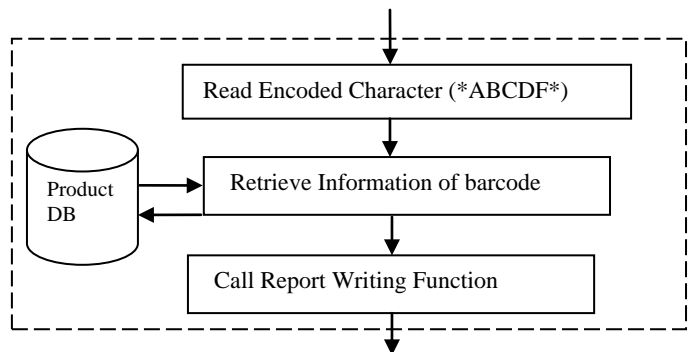 Read Encoded Character (*ABCDF*)
Product
DB
Retrieve Information of barcode
Call Report Writing Function